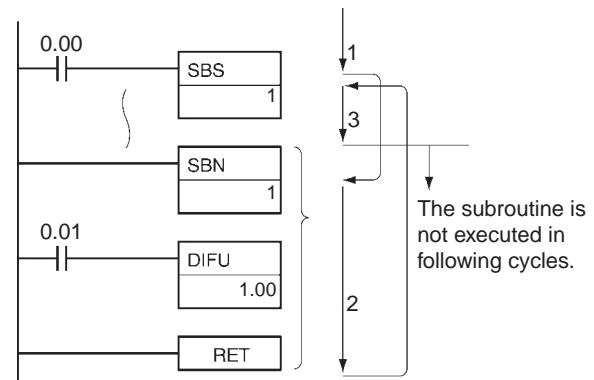 0.00
SBS
1
1
3
SBN
1
The subroutine is
not executed in
following cycles.
0.01
DIFU
1.00
2
RET